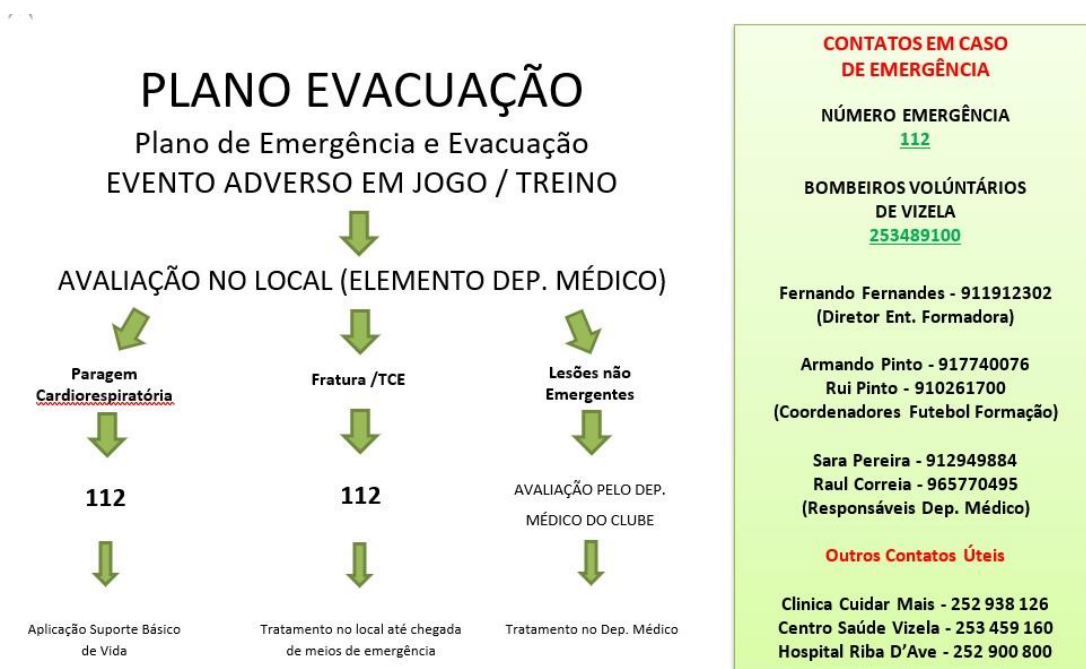 PLANO EVACUAÇÃO
Plano de Emergência e Evacuação
EVENTO ADVERSO EM JOGO / TREINO
AVALIAÇÃO NO LOCAL (ELEMENTO DEP. MÉDICO)
Paragem
Cardiorespiratória
112
Aplicação Suporte Básico
de Vida
Fratura /TCE
112
Tratamento no local até chegada
de meios de emergência
Lesões não
Emergentes
AVALIAÇÃO PELO DEP.
MÉDICO DO CLUBE
Tratamento no Dep. Médico
CONTATOS EM CASO
DE EMERGÊNCIA
NÚMERO EMERGÊNCIA
112
BOMBEIROS VOLÚNTÁRIOS
DE VIZELA
253489100
Fernando Fernandes - 911912302
(Diretor Ent. Formadora)
Armando Pinto - 917740076
Rui Pinto - 910261700
(Coordenadores Futebol Formação)
Sara Pereira - 912949884
Raul Correia - 965770495
(Responsáveis Dep. Médico)
Outros Contatos Úteis
Clinica Cuidar Mais - 252 938 126
Centro Saúde Vizela - 253 459 160
Hospital Riba D’Ave - 252 900 800